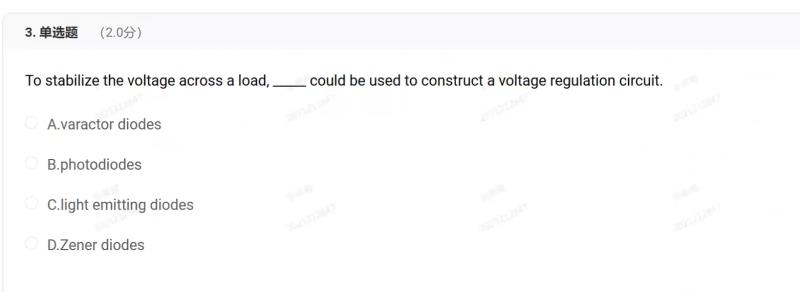 3. 单选题 （2.0分）
To stabilize the voltage across a load, _____ could be used to construct a voltage regulation circuit.
A.varactor diodes
B.photodiodes
C.light emitting diodes
D.Zener diodes